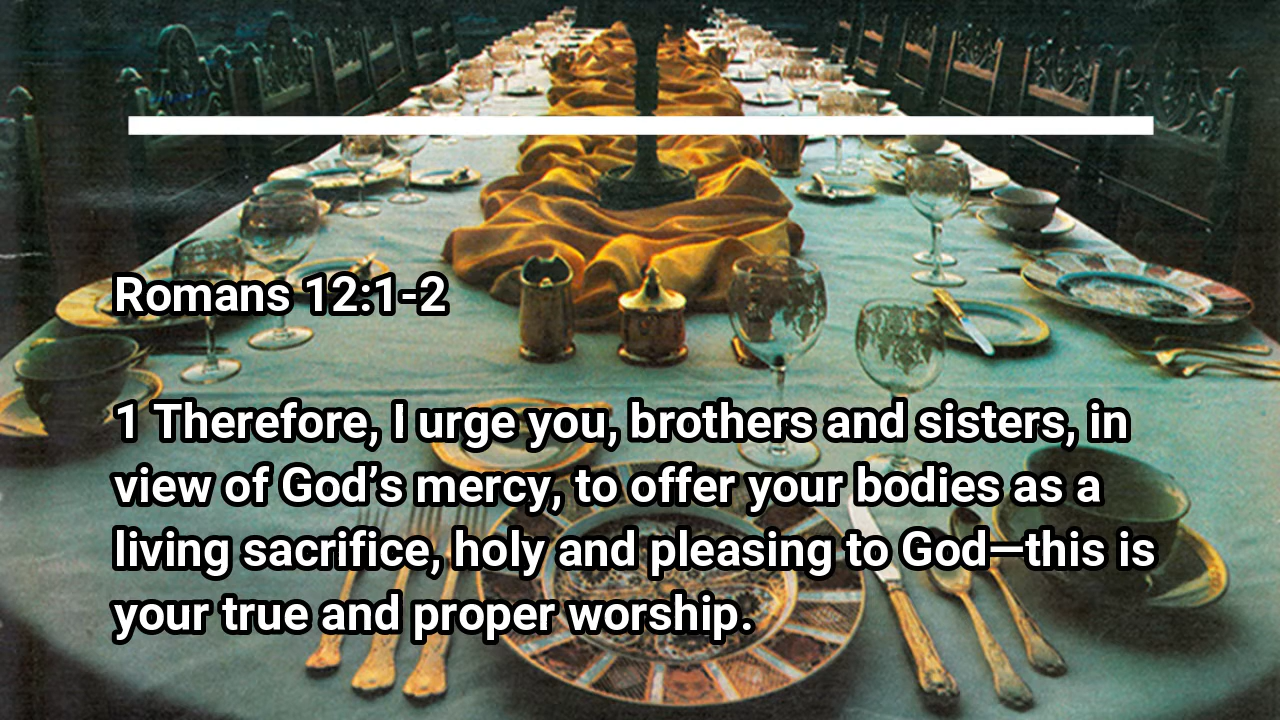 Romans 12:1-2
1 Therefore, I urge you, brothers and sisters, in
view of God’s mercy, to offer your bodies as a
living sacrifice, holy and pleasing to God—this is
your true and proper worship.